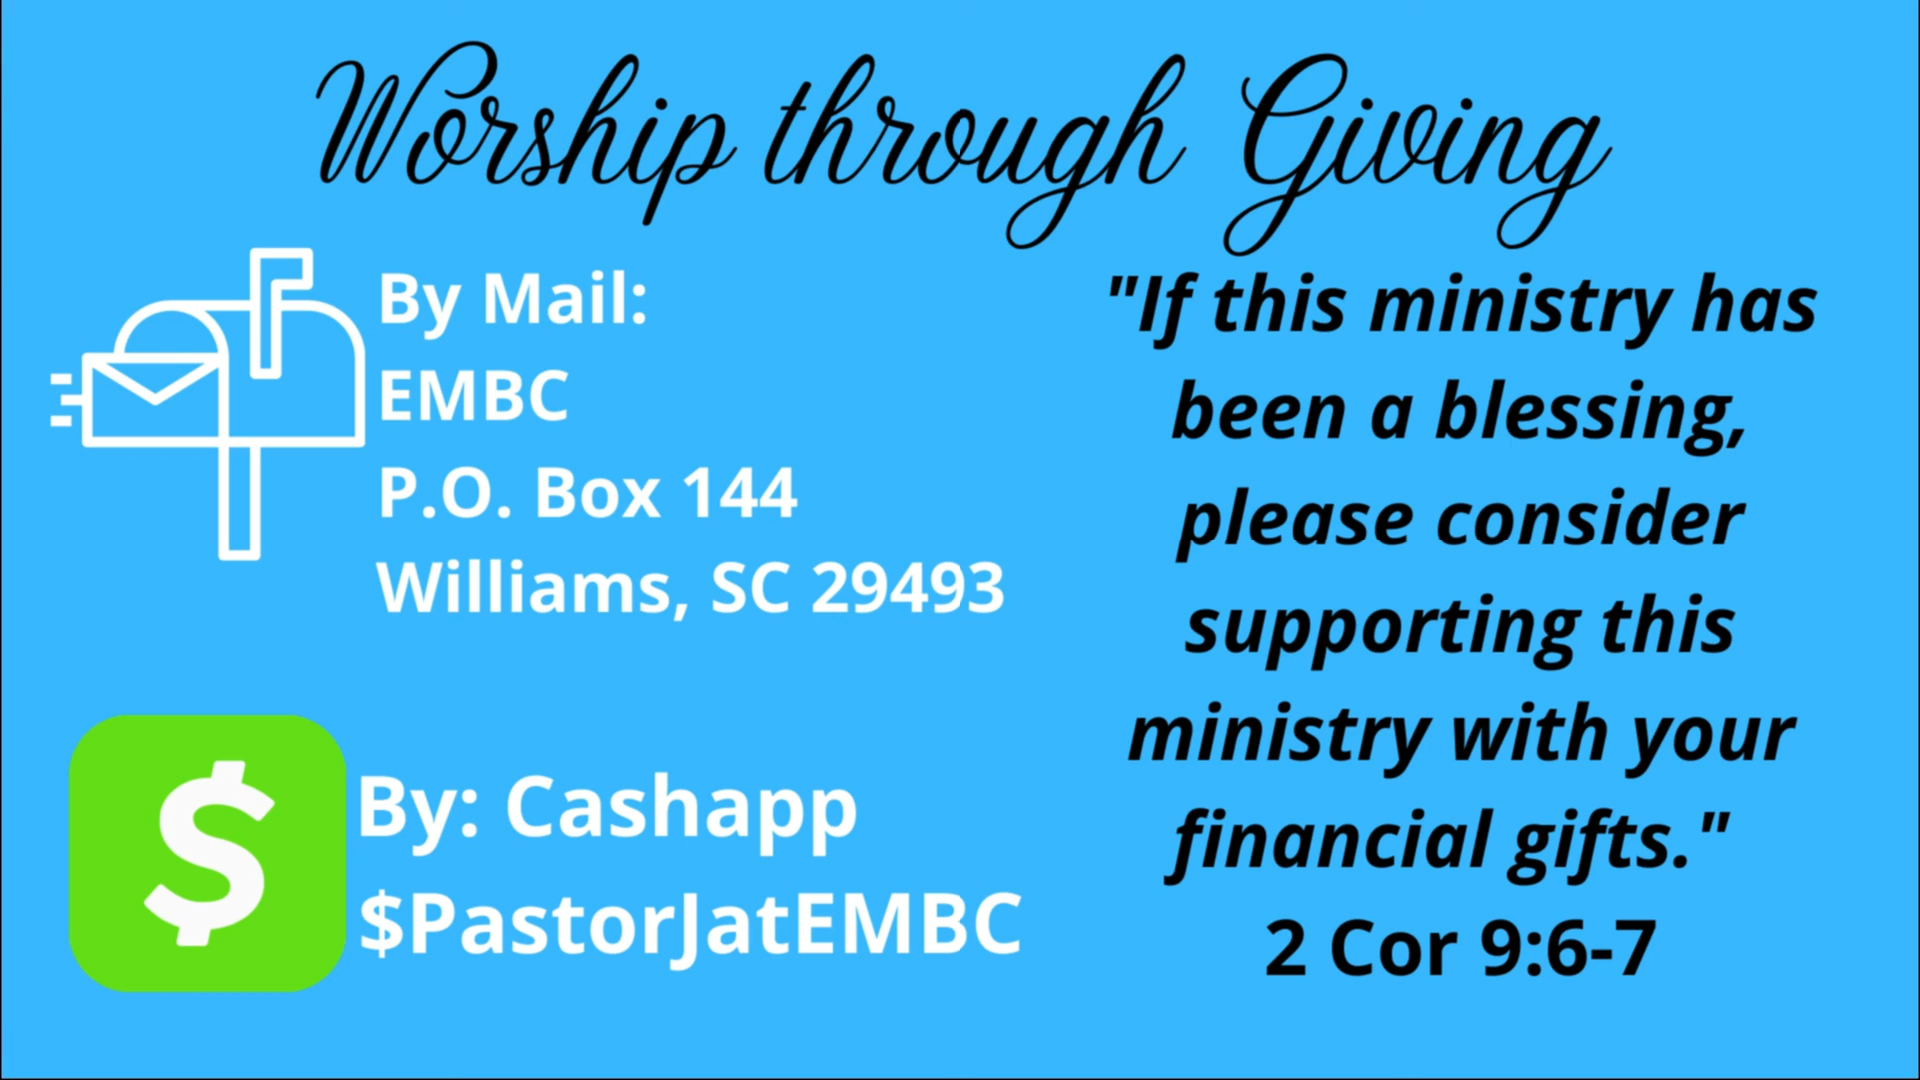 Worship through Giving
By Mail:
EMBC
P.O. Box 144
Williams, SC 29493
By: Cashapp
$PastorJatEMBC
"If this ministry has
been a blessing,
please consider
supporting this
ministry with your
financial gifts."
2 Cor 9:6-7